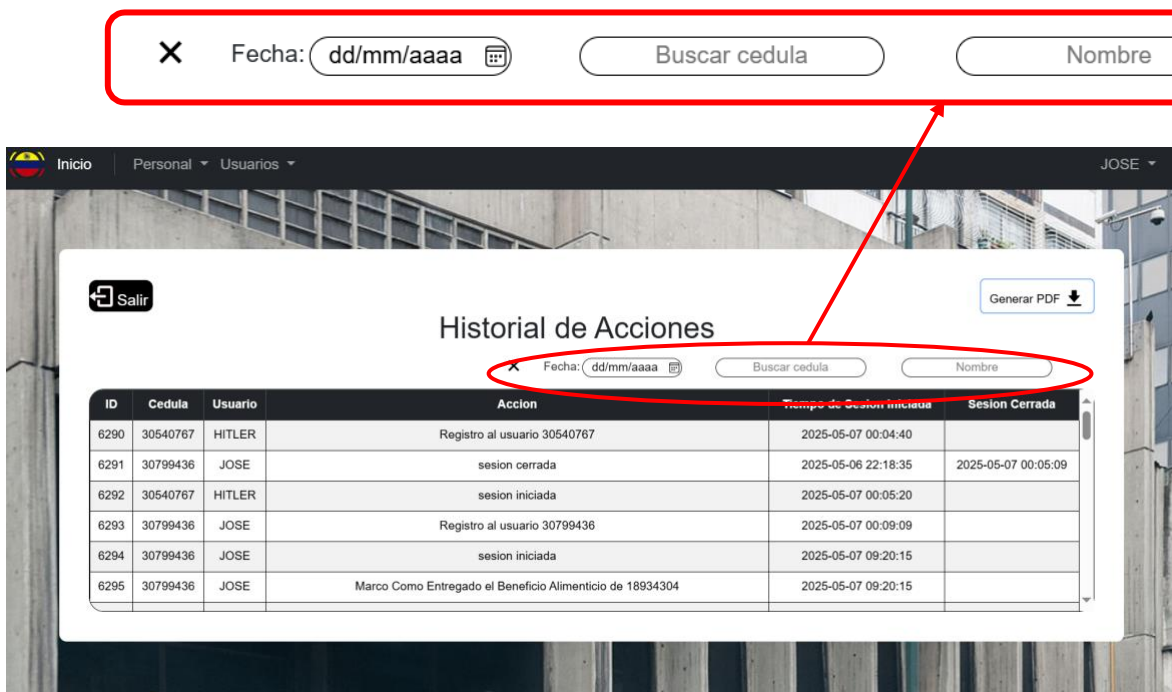 Fecha: dd/mm/aaaa Buscar cedula Nombre
Inicio Personal Usuarios JOSE
Salir
Generar PDF
Historial de Acciones
Fecha: dd/mm/aaaa Buscar cedula Nombre
ID Cedula Usuario Accion Tiempo de Sesion Iniciada Sesion Cerrada
6290 30540767 HITLER Registro al usuario 30540767 2025-05-07 00:04:40
6291 30799436 JOSE sesion cerrada 2025-05-06 22:18:35 2025-05-07 00:05:09
6292 30540767 HITLER sesion iniciada 2025-05-07 00:05:20
6293 30799436 JOSE Registro al usuario 30799436 2025-05-07 00:09:09
6294 30799436 JOSE sesion iniciada 2025-05-07 09:20:15
6295 30799436 JOSE Marco Como Entregado el Beneficio Alimenticio de 18934304 2025-05-07 09:20:15